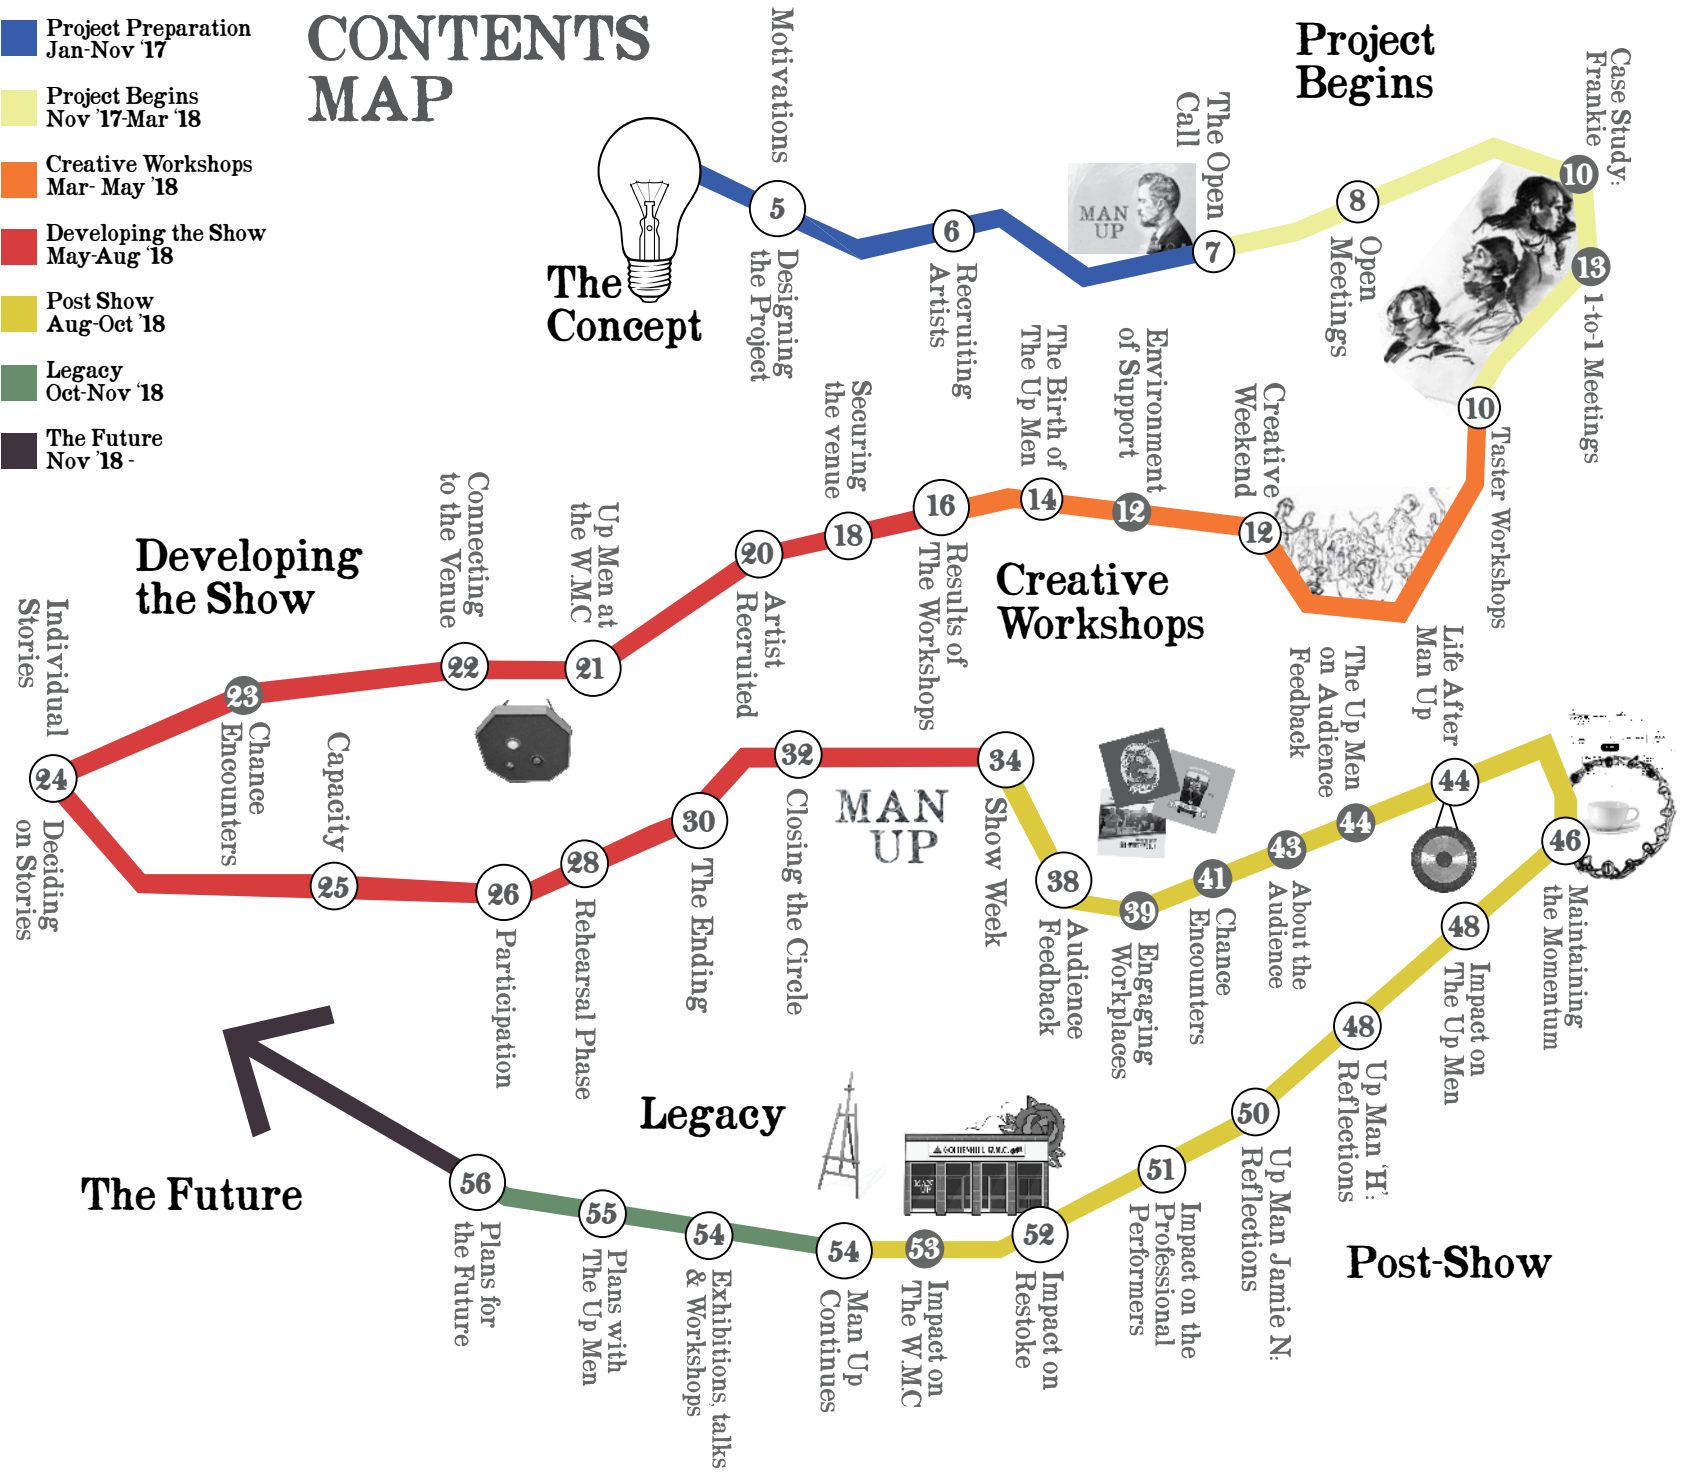 Project Preparation
Jan-Nov '17
Project Begins
Nov '17-Mar '18
Creative Workshops
Mar- May '18
Developing the Show
May-Aug '18
Post Show
Aug-Oct '18
Legacy
Oct-Nov '18
The Future
Nov '18 -
CONTENTS
MAP
The
Concept
Motivations
5
Designing
the Project
6
Recruiting
Artists
MAN
UP
The Open
Call
7
Project
Begins
8
Open
Meetings
Case Study:
Frankie
10
13
1-to-1 Meetings
10
Taster Workshops
Creative
Weekend
12
Environment
of Support
12
The Birth of
The Up Men
14
Creative
Workshops
16
Results of
The Workshops
Securing
the venue
18
20
Artist
Recruited
Up Men at
the W.M.C
21
Connecting
to the Venue
22
Developing
the Show
23
Chance
Encounters
Individual
Stories
24
Deciding
on Stories
Capacity
25
26
Participation
28
Rehearsal Phase
30
The Ending
32
Closing the Circle
MAN
UP
34
Show Week
38
Audience
Feedback
39
Engaging
Workplaces
41
Chance
Encounters
43
About the
Audience
The Up Men
on Audience
Feedback
44
Life After
Man Up
44
46
Maintaining
the Momentum
48
Impact on
The Up Men
48
Up Man 'H':
Reflections
50
Up Man Jamie N:
Reflections
51
Impact on the
Professional
Performers
Post-Show
52
Impact on
Restoke
53
Impact on
The W.M.C
GOLDENHILL W.M.C.
MAN
UP
54
Man Up
Continues
Legacy
54
Exhibitions, talks
& Workshops
55
Plans with
The Up Men
56
Plans for
the Future
The Future